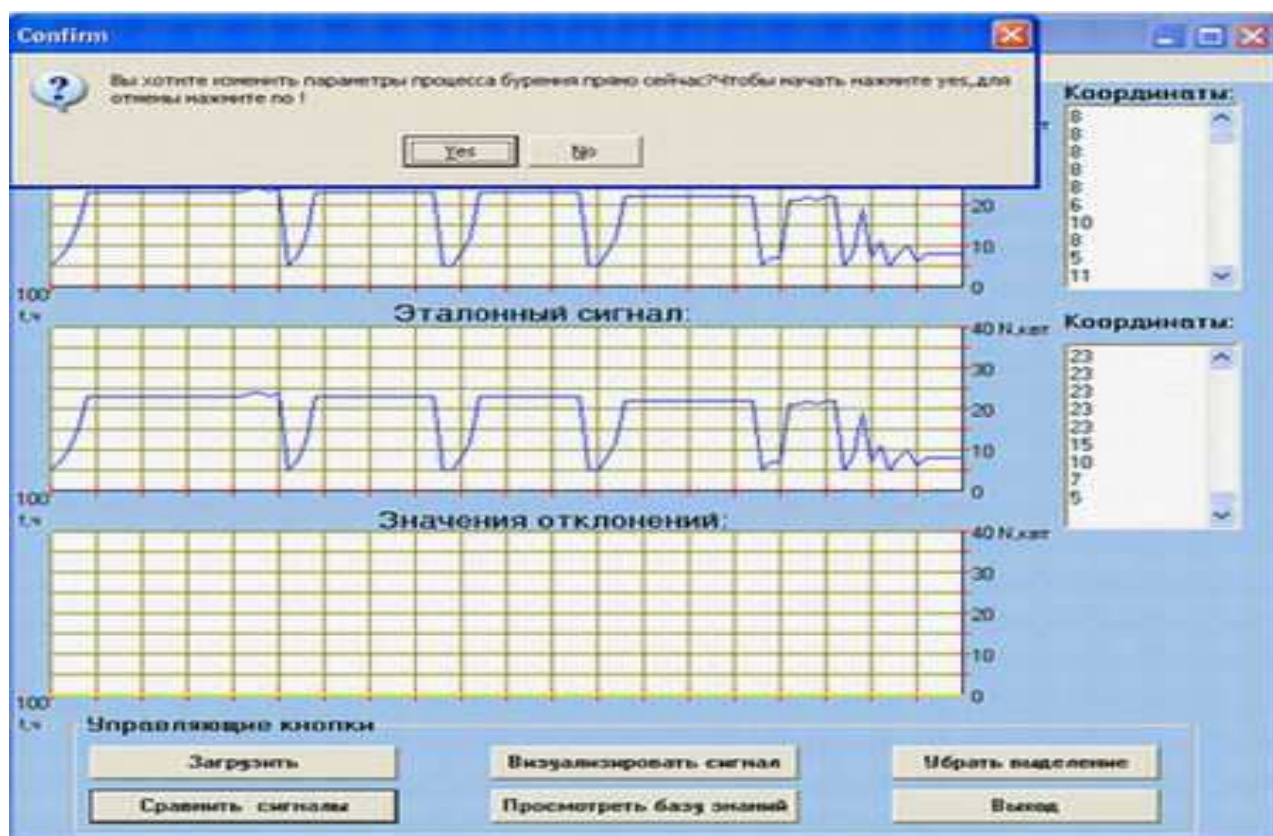 Confirm
Вы хотите изменить параметры процесса бурения прямо сейчас?Чтобы начать нажмите yes,для
отмены нажмите no !
Yes
No
Координаты:
8
8
8
8
8
6
10
8
5
11
20
10
0
100
t,ч
Эталонный сигнал:
40 N,квт
30
20
10
0
Координаты:
23
23
23
23
23
15
10
7
5
100
t,ч
Значения отклонений:
40 N,квт
30
20
10
0
100
t,ч
Управляющие кнопки
Загрузить
Визуализировать сигнал
Убрать выделение
Сравнить сигналы
Просмотреть базу знаний
Выход